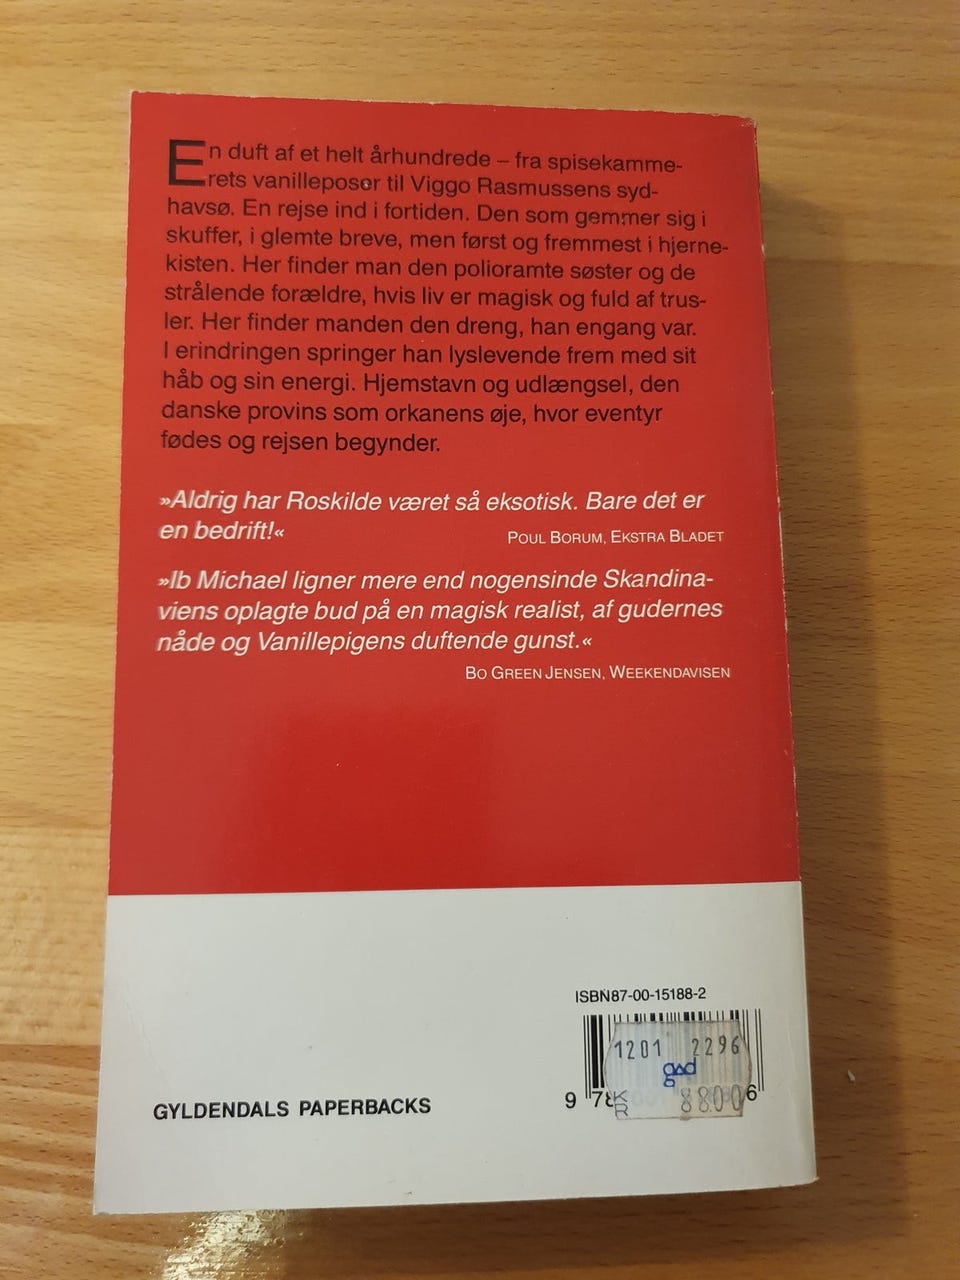 En duft af et helt århundrede – fra spisekamme-
rets vanilleposer til Viggo Rasmussens syd-
havsø. En rejse ind i fortiden. Den som gemmer sig i
skuffer, i glemte breve, men først og fremmest i hjerne-
kisten. Her finder man den polioramte søster og de
strålende forældre, hvis liv er magisk og fuld af trus-
ler. Her finder manden den dreng, han engang var.
I erindringen springer han lyslevende frem med sit
håb og sin energi. Hjemstavn og udlængsel, den
danske provins som orkanens øje, hvor eventyr
fødes og rejsen begynder.
»Aldrig har Roskilde været så eksotisk. Bare det er
en bedrift!«
POUL BORUM, EKSTRA BLADET
»Ib Michael ligner mere end nogensinde Skandina-
viens oplagte bud på en magisk realist, af gudernes
nåde og Vanillepigens duftende gunst.«
BO GREEN JENSEN, WEEKENDAVISEN
ISBN87-00-15188-2
1201 2296
gad
KR 8800
9 78 6
GYLDENDALS PAPERBACKS